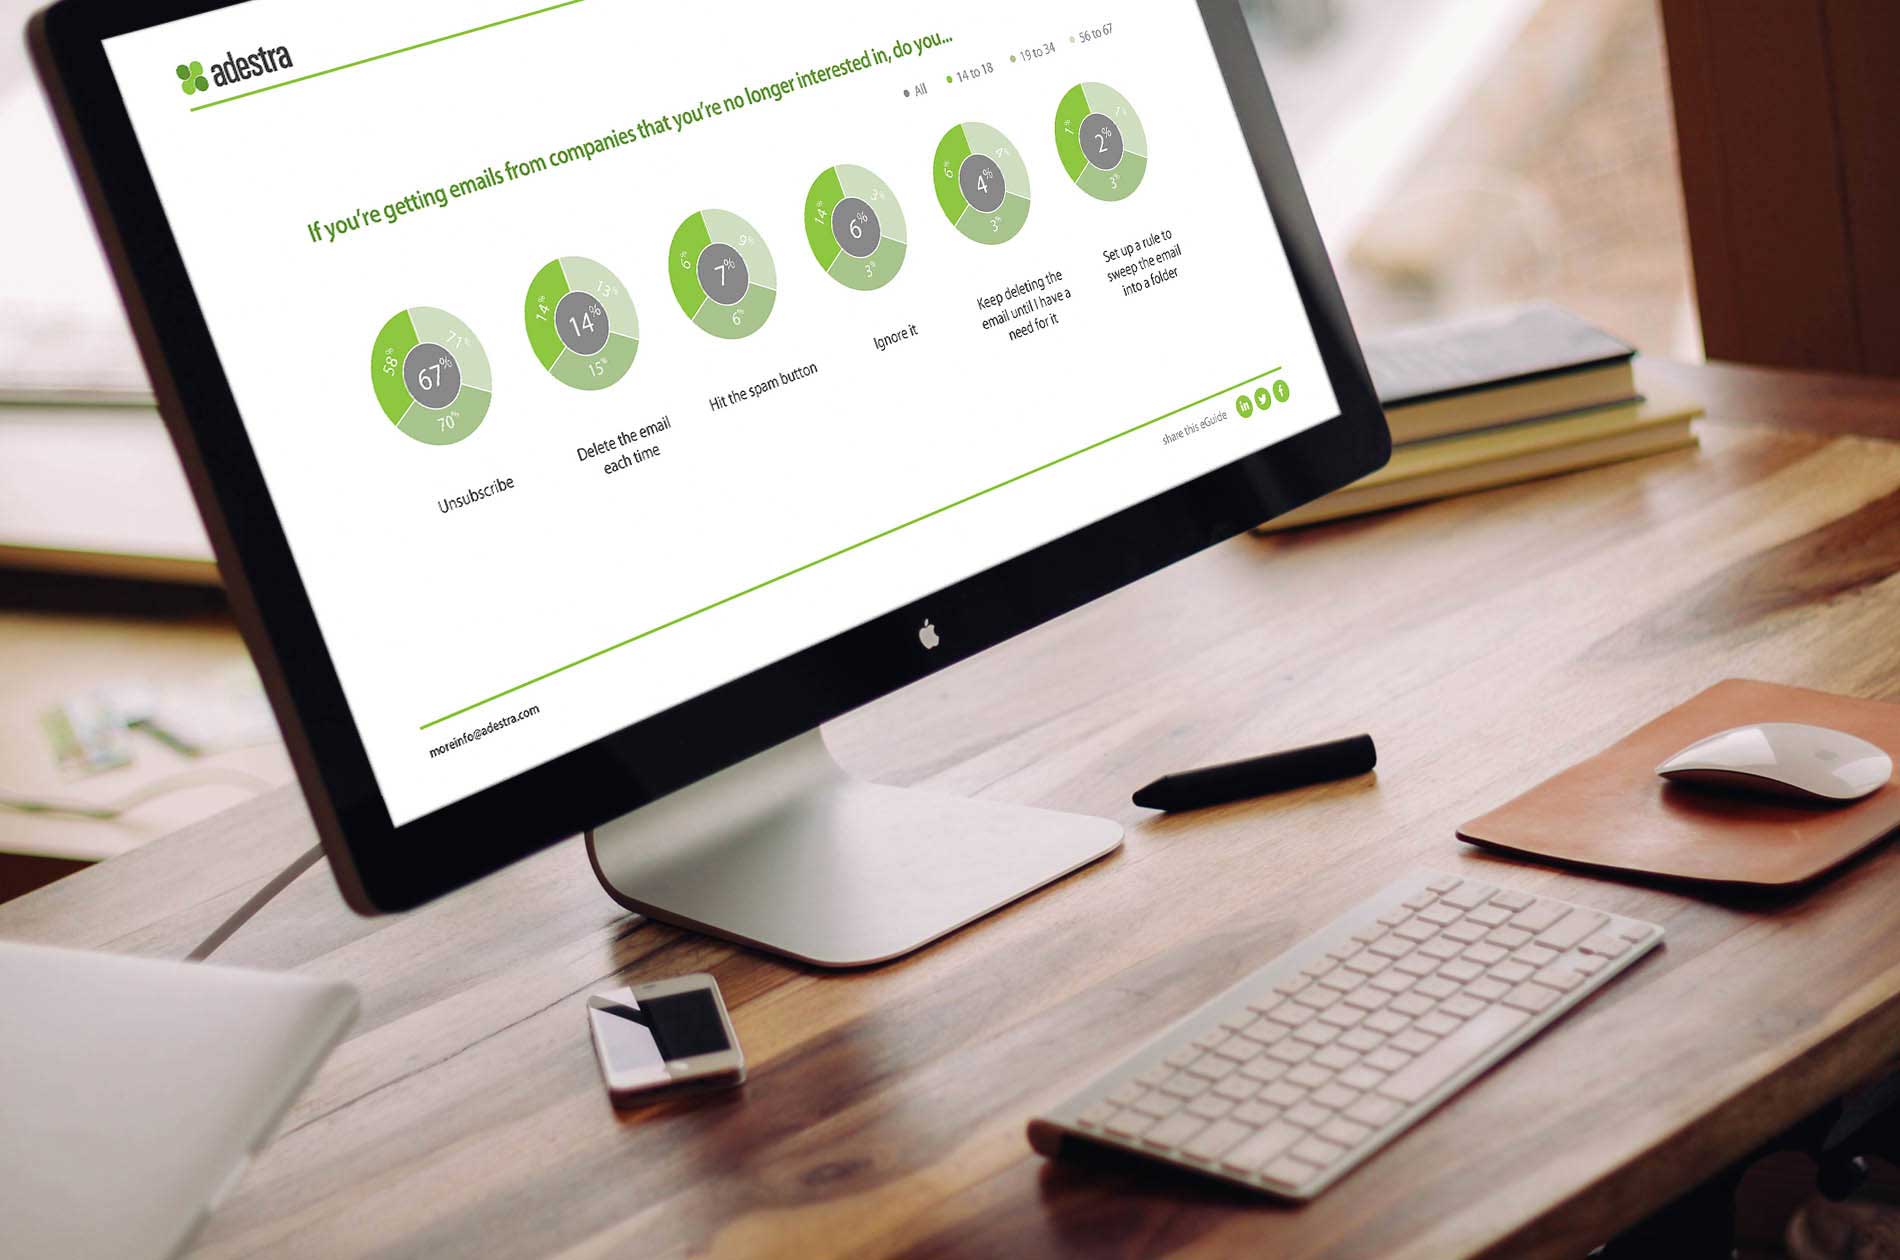 adestra
If you're getting emails from companies that you're no longer interested in, do you...
All
14 to 18
19 to 34
56 to 67
58%
71%
67%
70%
14%
13%
14%
15%
6%
9%
7%
6%
14%
3%
6%
3%
6%
4%
3%
1%
2%
3%
Unsubscribe
Delete the email
each time
Hit the spam button
Ignore it
Keep deleting the
email until I have a
need for it
Set up a rule to
sweep the email
into a folder
share this eGuide
in
f
moreinfo@adestra.com